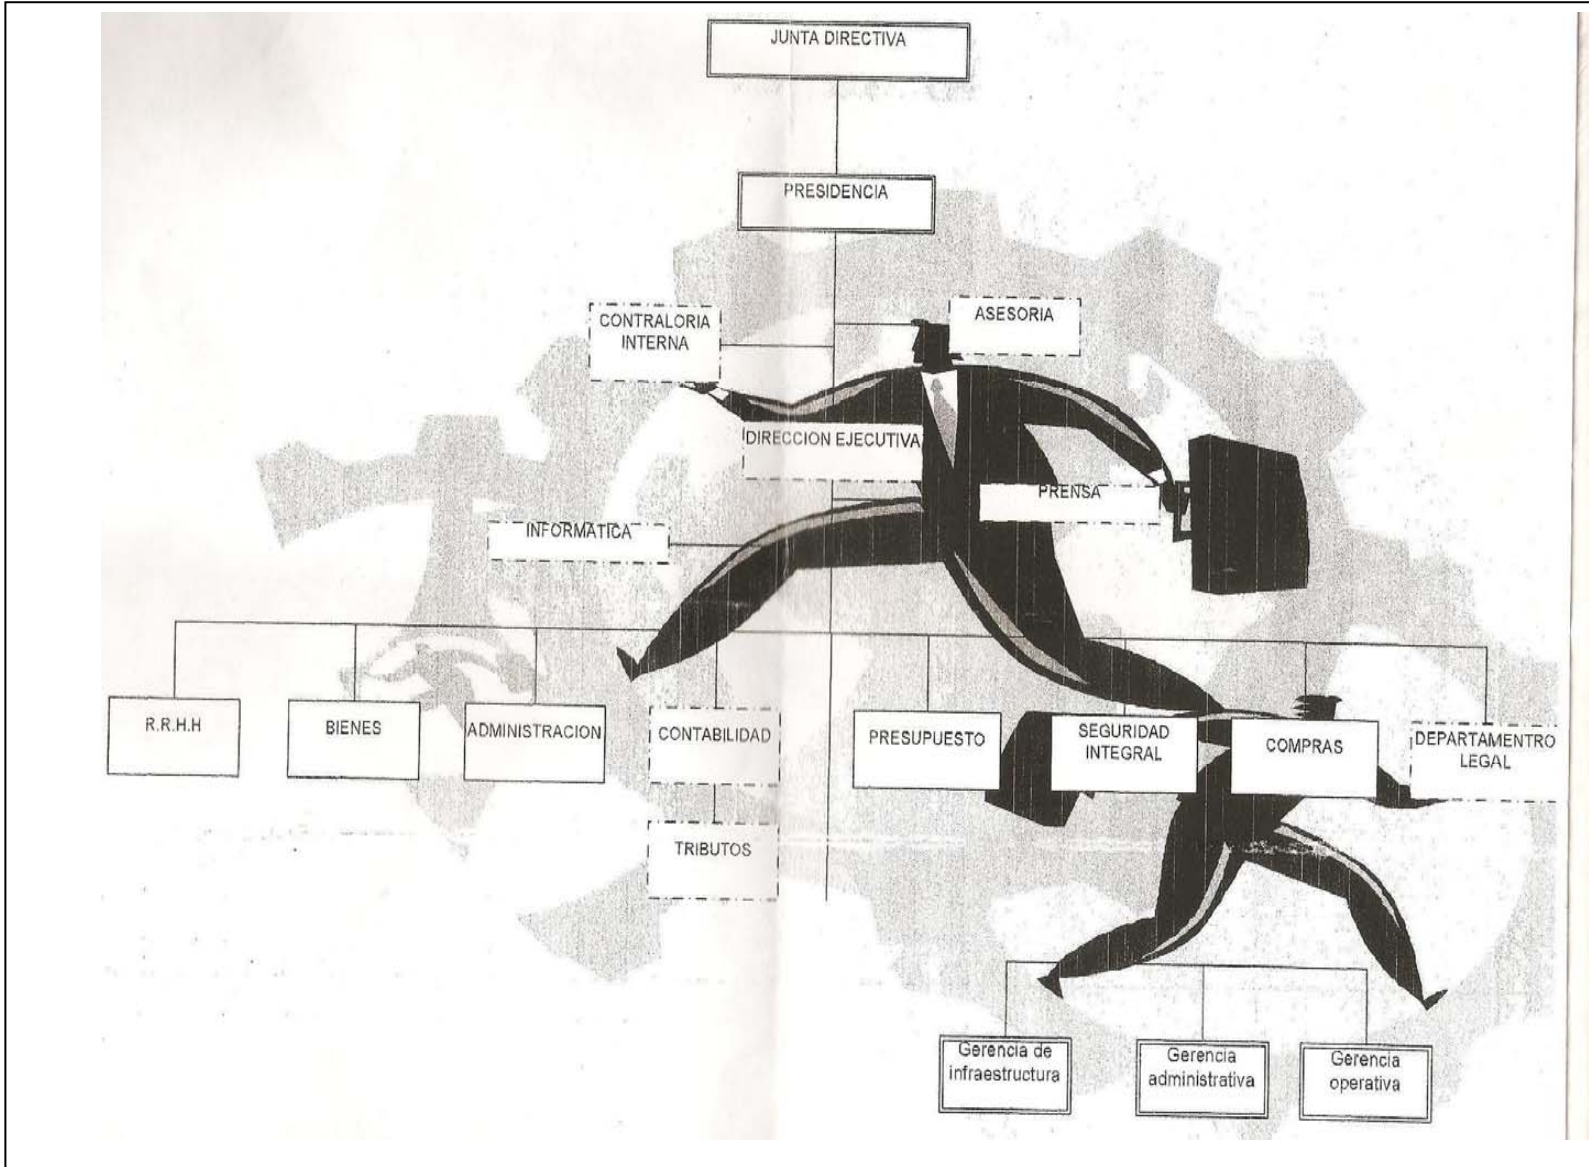 JUNTA DIRECTIVA
PRESIDENCIA
CONTRALORIA
INTERNA
ASESORIA
DIRECCION EJECUTIVA
PRENSA
INFORMATICA
R.R.H.H
BIENES
ADMINISTRACION
CONTABILIDAD
PRESUPUESTO
SEGURIDAD
INTEGRAL
COMPRAS
DEPARTAMENTRO
LEGAL
TRIBUTOS
Gerencia de
infraestructura
Gerencia
administrativa
Gerencia
operativa